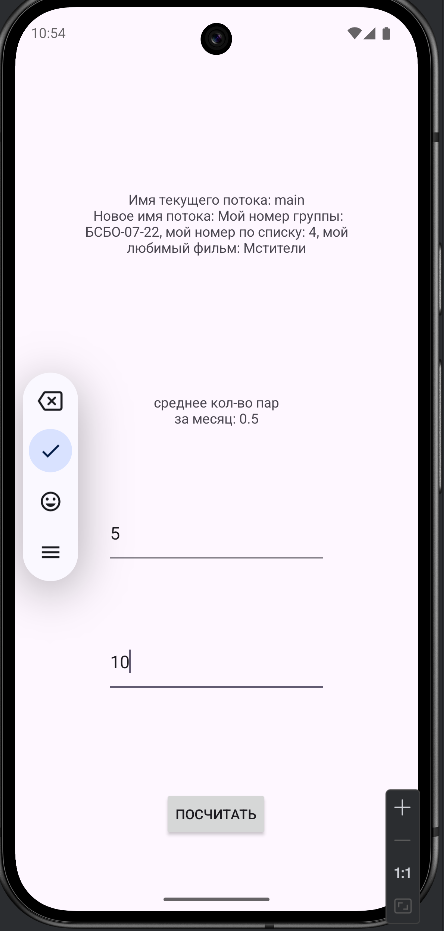 10:54
Имя текущего потока: main
Новое имя потока: Мой номер группы:
БСБО-07-22, мой номер по списку: 4, мой
любимый фильм: Мстители
среднее кол-во пар
за месяц: 0.5
5
10
ПОСЧИТАТЬ
1:1